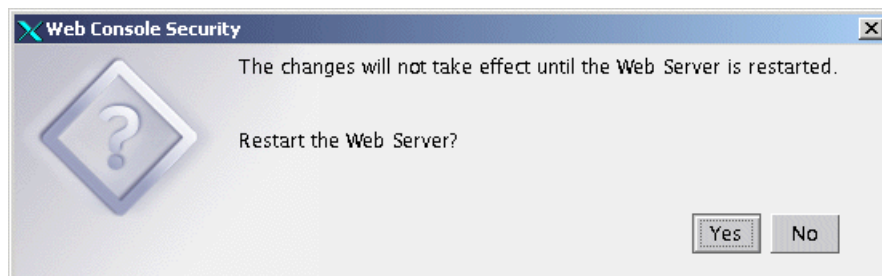 Web Console Security
The changes will not take effect until the Web Server is restarted.
Restart the Web Server?
Yes No